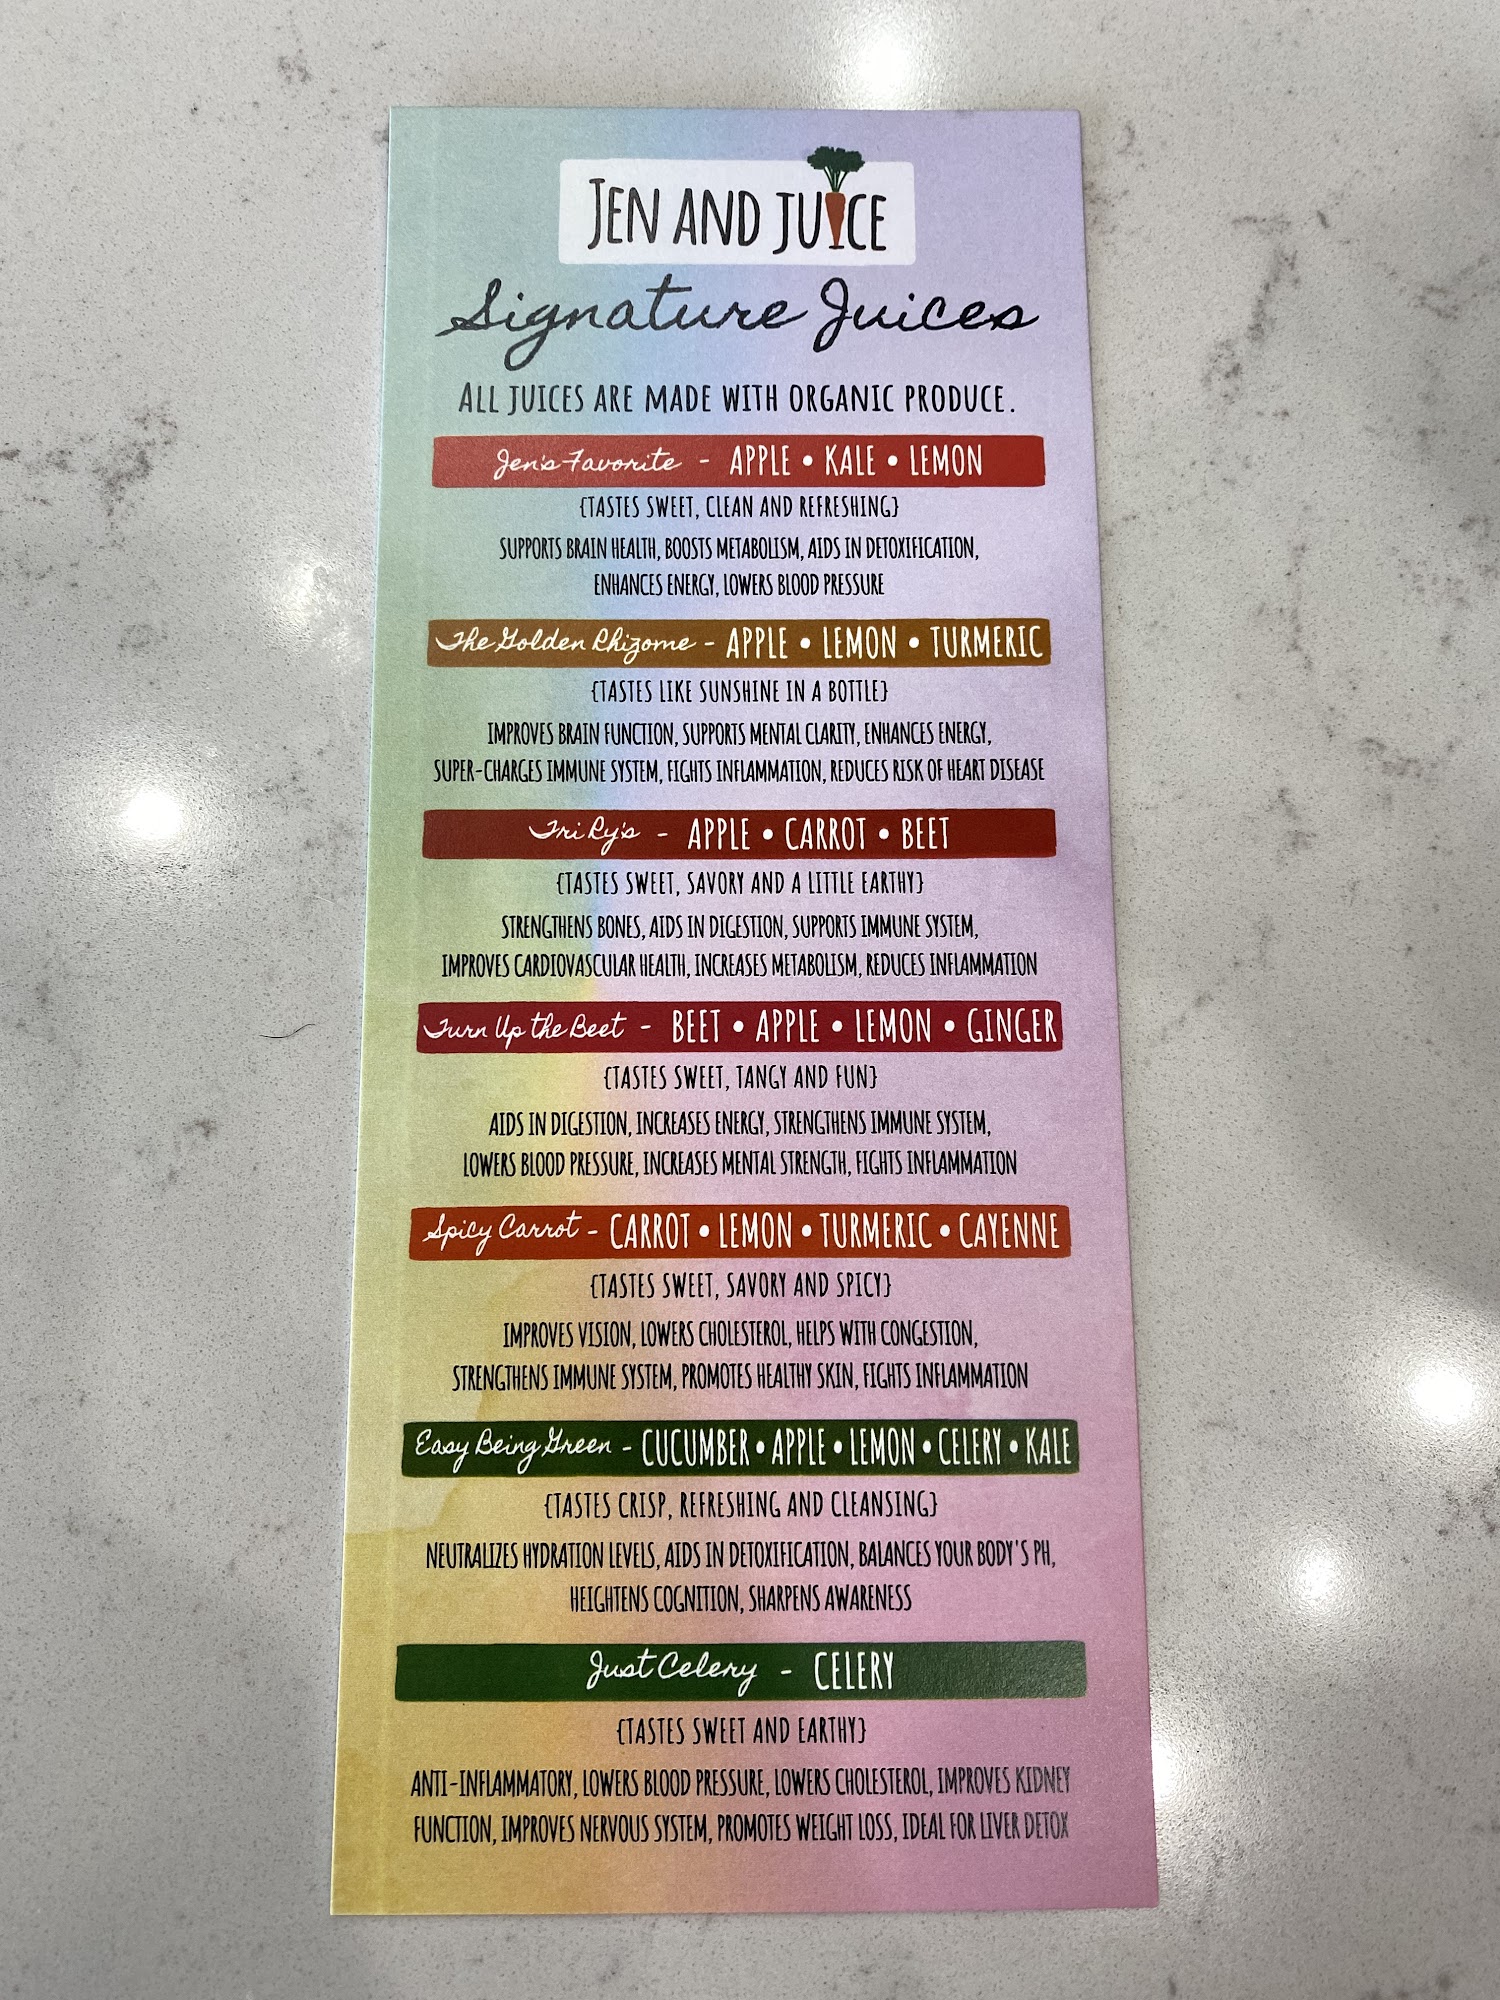 JEN AND JUICE
Signature Juices
ALL JUICES ARE MADE WITH ORGANIC PRODUCE.
Jen's Favorite - APPLE • KALE • LEMON
{TASTES SWEET, CLEAN AND REFRESHING}
SUPPORTS BRAIN HEALTH, BOOSTS METABOLISM, AIDS IN DETOXIFICATION,
ENHANCES ENERGY, LOWERS BLOOD PRESSURE
The Golden Rhizome - APPLE • LEMON • TURMERIC
{TASTES LIKE SUNSHINE IN A BOTTLE}
IMPROVES BRAIN FUNCTION, SUPPORTS MENTAL CLARITY, ENHANCES ENERGY,
SUPER-CHARGES IMMUNE SYSTEM, FIGHTS INFLAMMATION, REDUCES RISK OF HEART DISEASE
Tri Ry's - APPLE • CARROT • BEET
{TASTES SWEET, SAVORY AND A LITTLE EARTHY}
STRENGTHENS BONES, AIDS IN DIGESTION, SUPPORTS IMMUNE SYSTEM,
IMPROVES CARDIOVASCULAR HEALTH, INCREASES METABOLISM, REDUCES INFLAMMATION
Turn Up the Beet - BEET • APPLE • LEMON • GINGER
{TASTES SWEET, TANGY AND FUN}
AIDS IN DIGESTION, INCREASES ENERGY, STRENGTHENS IMMUNE SYSTEM,
LOWERS BLOOD PRESSURE, INCREASES MENTAL STRENGTH, FIGHTS INFLAMMATION
Spicy Carrot - CARROT • LEMON • TURMERIC • CAYENNE
{TASTES SWEET, SAVORY AND SPICY}
IMPROVES VISION, LOWERS CHOLESTEROL, HELPS WITH CONGESTION,
STRENGTHENS IMMUNE SYSTEM, PROMOTES HEALTHY SKIN, FIGHTS INFLAMMATION
Easy Being Green - CUCUMBER • APPLE • LEMON • CELERY • KALE
{TASTES CRISP, REFRESHING AND CLEANSING}
NEUTRALIZES HYDRATION LEVELS, AIDS IN DETOXIFICATION, BALANCES YOUR BODY'S PH,
HEIGHTENS COGNITION, SHARPENS AWARENESS
Just Celery - CELERY
{TASTES SWEET AND EARTHY}
ANTI-INFLAMMATORY, LOWERS BLOOD PRESSURE, LOWERS CHOLESTEROL, IMPROVES KIDNEY
FUNCTION, IMPROVES NERVOUS SYSTEM, PROMOTES WEIGHT LOSS, IDEAL FOR LIVER DETOX